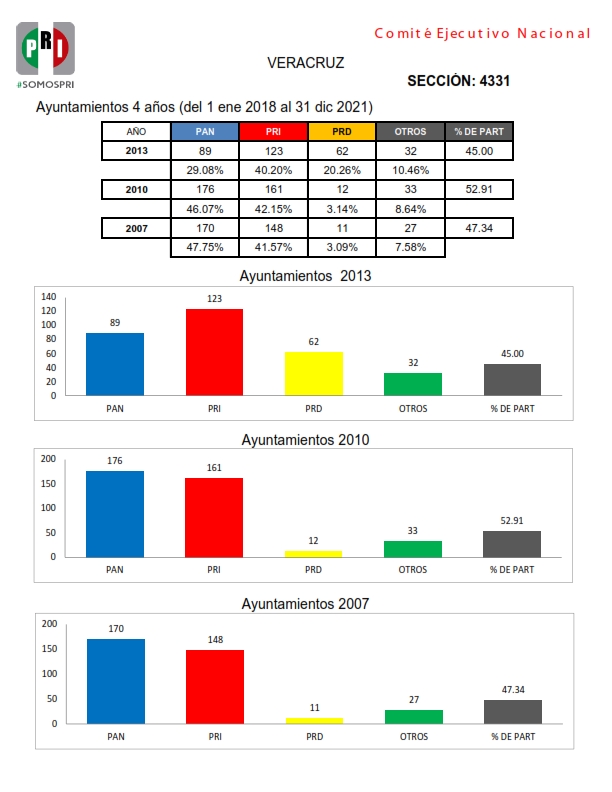 Comité Ejecutivo Nacional
PRI
#SOMOSPRI
VERACRUZ
SECCIÓN: 4331
Ayuntamientos 4 años (del 1 ene 2018 al 31 dic 2021)
AÑO PAN PRI PRD OTROS % DE PART
2013 89 123 62 32 45.00
29.08% 40.20% 20.26% 10.46%
2010 176 161 12 33 52.91
46.07% 42.15% 3.14% 8.64%
2007 170 148 11 27 47.34
47.75% 41.57% 3.09% 7.58%
Ayuntamientos 2013
140
120
100
80
60
40
20
0
89 123 62 32 45.00
PAN PRI PRD OTROS % DE PART
Ayuntamientos 2010
200
150
100
50
0
176 161 12 33 52.91
PAN PRI PRD OTROS % DE PART
Ayuntamientos 2007
200
150
100
50
0
170 148 11 27 47.34
PAN PRI PRD OTROS % DE PART